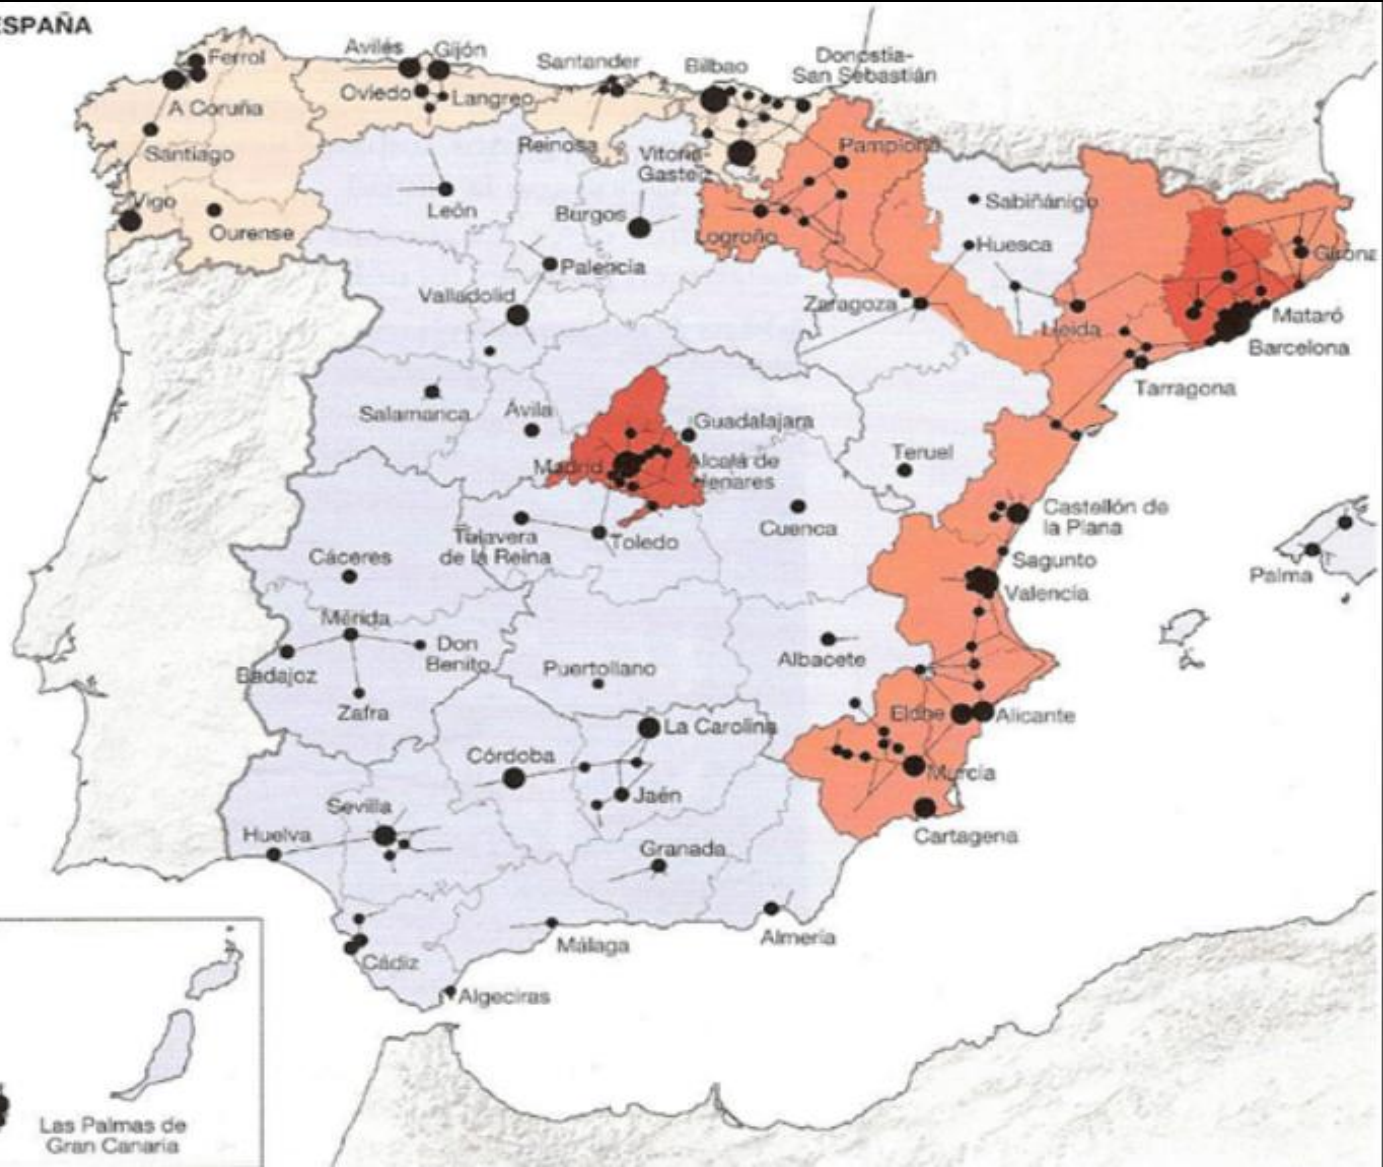 ESPAÑA
Ferrol
A Coruña
Santiago
Vigo
Ourense
Avilés
Gijón
Oviedo
Langreo
Santander
Reinosa
Bilbao
Donostia-
San Sebastián
Vitoria-
Gasteiz
Pamplona
Logroño
León
Burgos
Palencia
Valladolid
Sabiñánigo
Huesca
Zaragoza
Lleida
Girona
Mataró
Barcelona
Tarragona
Salamanca
Ávila
Guadalajara
Madrid
Alcalá de
Henares
Teruel
Castellón de
la Plana
Cuenca
Talavera
de la Reina
Toledo
Cáceres
Sagunto
Valencia
Palma
Mérida
Don
Benito
Badajoz
Zafra
Puertollano
Albacete
Elche
Alicante
La Carolina
Córdoba
Jaén
Murcia
Cartagena
Sevilla
Huelva
Granada
Almería
Málaga
Cádiz
Algeciras
Las Palmas de
Gran Canaria